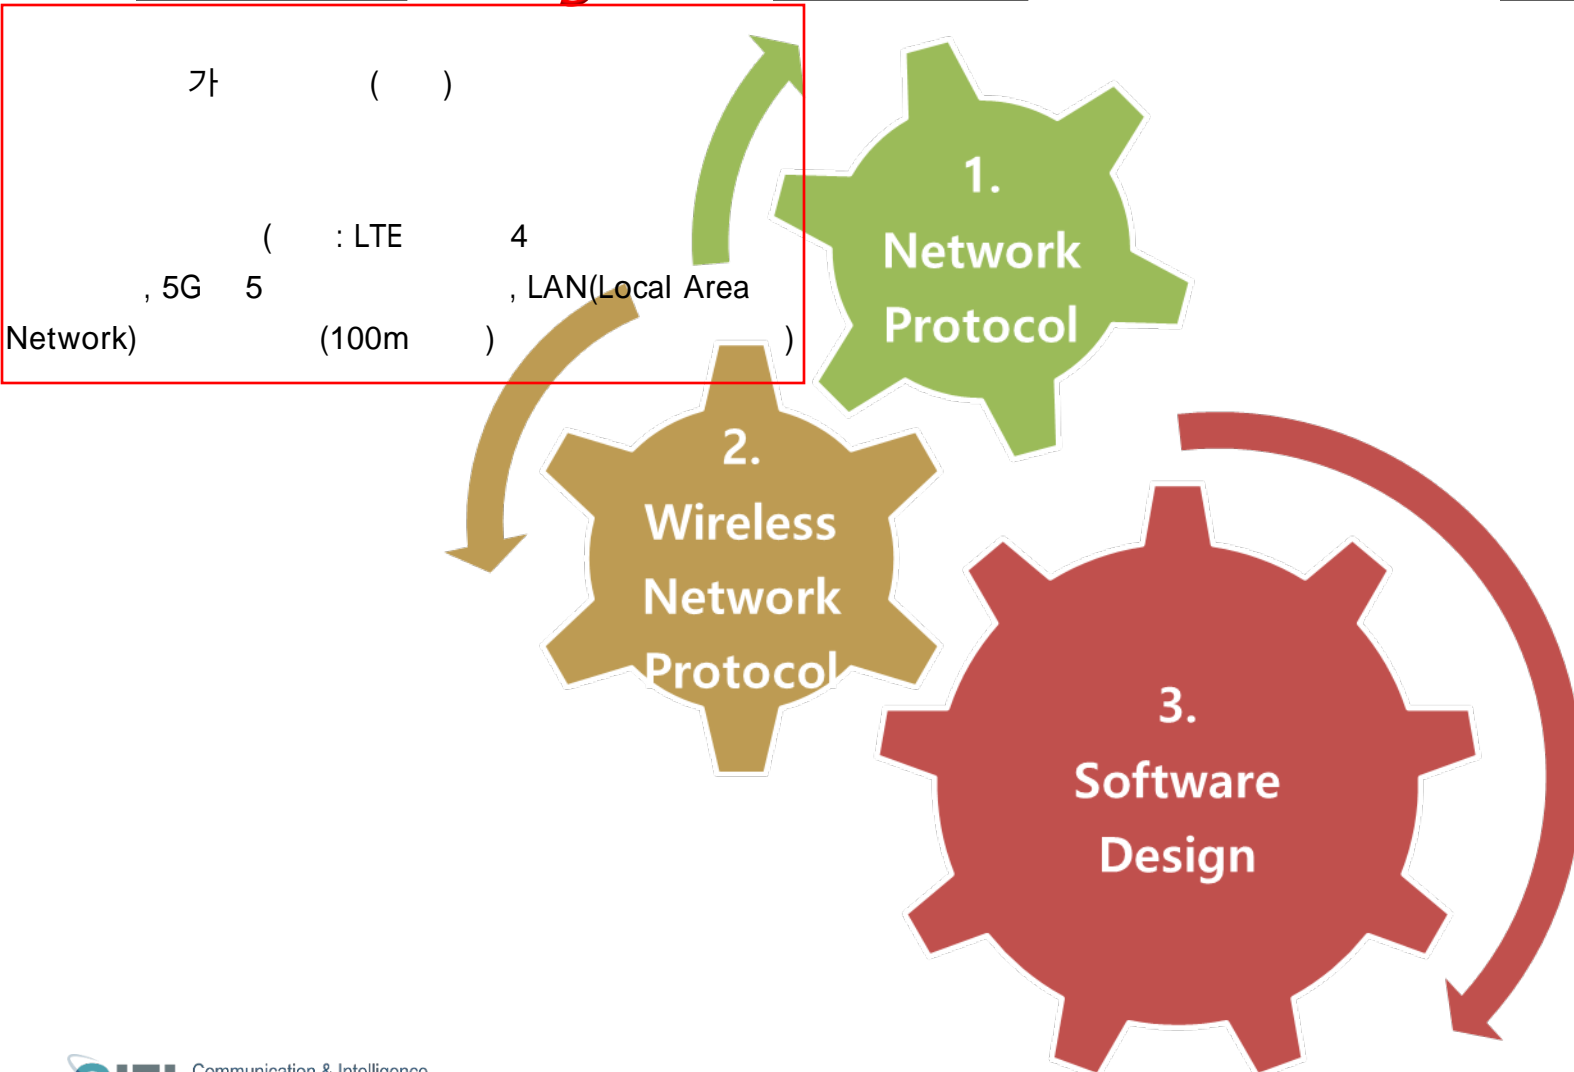 가 ( )
( : LTE 4
, 5G 5 , LAN(Local Area
Network) (100m ) )
1.
Network
Protocol
2.
Wireless
Network
Protocol
3.
Software
Design
Communication & Intelligence